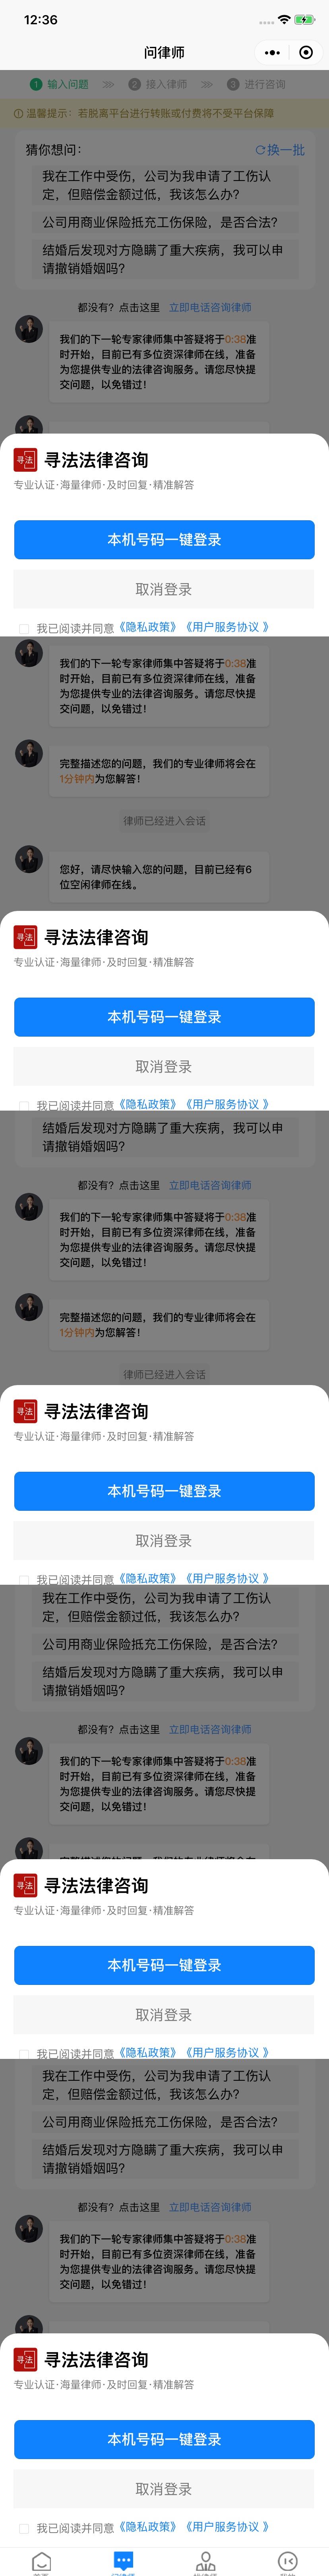 12:36
问律师
1 输入问题
2 接入律师
3 进行咨询
温馨提示：若脱离平台进行转账或付费将不受平台保障
猜你想问：
换一批
我在工作中受伤，公司为我申请了工伤认
定，但赔偿金额过低，我该怎么办?
公司用商业保险抵充工伤保险，是否合法?
结婚后发现对方隐瞒了重大疾病，我可以申
请撤销婚姻吗?
都没有？点击这里 立即电话咨询律师
我们的下一轮专家律师集中答疑将于0:38准
时开始，目前已有多位资深律师在线，准备
为您提供专业的法律咨询服务。请您尽快提
交问题，以免错过！
寻法 寻法法律咨询
专业认证·海量律师·及时回复·精准解答
本机号码一键登录
取消登录
我已阅读并同意《隐私政策》《用户服务协议 》
我们的下一轮专家律师集中答疑将于0:38准
时开始，目前已有多位资深律师在线，准备
为您提供专业的法律咨询服务。请您尽快提
交问题，以免错过！
完整描述您的问题，我们的专业律师将会在
1分钟内为您解答！
律师已经进入会话
您好，请尽快输入您的问题，目前已经有6
位空闲律师在线。
寻法 寻法法律咨询
专业认证·海量律师·及时回复·精准解答
本机号码一键登录
取消登录
我已阅读并同意《隐私政策》《用户服务协议 》
结婚后发现对方隐瞒了重大疾病，我可以申
请撤销婚姻吗?
都没有？点击这里 立即电话咨询律师
我们的下一轮专家律师集中答疑将于0:38准
时开始，目前已有多位资深律师在线，准备
为您提供专业的法律咨询服务。请您尽快提
交问题，以免错过！
完整描述您的问题，我们的专业律师将会在
1分钟内为您解答！
律师已经进入会话
寻法 寻法法律咨询
专业认证·海量律师·及时回复·精准解答
本机号码一键登录
取消登录
我已阅读并同意《隐私政策》《用户服务协议 》
我在工作中受伤，公司为我申请了工伤认
定，但赔偿金额过低，我该怎么办?
公司用商业保险抵充工伤保险，是否合法?
结婚后发现对方隐瞒了重大疾病，我可以申
请撤销婚姻吗?
都没有？点击这里 立即电话咨询律师
我们的下一轮专家律师集中答疑将于0:38准
时开始，目前已有多位资深律师在线，准备
为您提供专业的法律咨询服务。请您尽快提
交问题，以免错过！
寻法 寻法法律咨询
专业认证·海量律师·及时回复·精准解答
本机号码一键登录
取消登录
我已阅读并同意《隐私政策》《用户服务协议 》
我在工作中受伤，公司为我申请了工伤认
定，但赔偿金额过低，我该怎么办?
公司用商业保险抵充工伤保险，是否合法?
结婚后发现对方隐瞒了重大疾病，我可以申
请撤销婚姻吗?
都没有？点击这里 立即电话咨询律师
我们的下一轮专家律师集中答疑将于0:38准
时开始，目前已有多位资深律师在线，准备
为您提供专业的法律咨询服务。请您尽快提
交问题，以免错过！
寻法 寻法法律咨询
专业认证·海量律师·及时回复·精准解答
本机号码一键登录
取消登录
我已阅读并同意《隐私政策》《用户服务协议 》